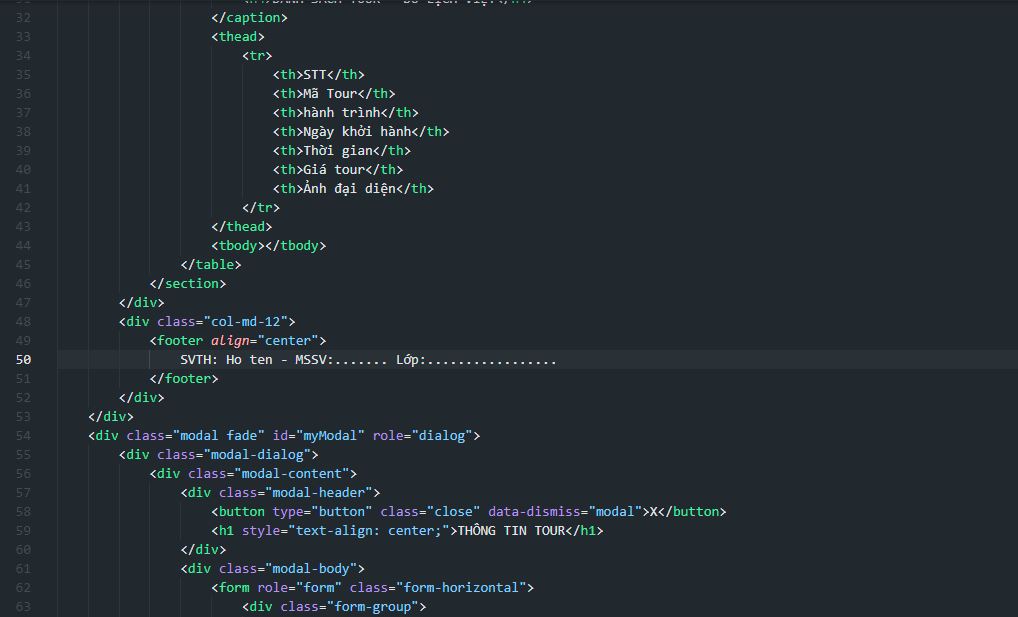 32 </caption>
33 <thead>
34 <tr>
35 <th>STT</th>
36 <th>Mã Tour</th>
37 <th>hành trình</th>
38 <th>Ngày khởi hành</th>
39 <th>Thời gian</th>
40 <th>Giá tour</th>
41 <th>Ảnh đại diện</th>
42 </tr>
43 </thead>
44 <tbody></tbody>
45 </table>
46 </section>
47 </div>
48 <div class="col-md-12">
49 <footer align="center">
50 SVTH: Ho ten - MSSV:....... Lớp:.................
51 </footer>
52 </div>
53 </div>
54 <div class="modal fade" id="myModal" role="dialog">
55 <div class="modal-dialog">
56 <div class="modal-content">
57 <div class="modal-header">
58 <button type="button" class="close" data-dismiss="modal">X</button>
59 <h1 style="text-align: center;">THÔNG TIN TOUR</h1>
60 </div>
61 <div class="modal-body">
62 <form role="form" class="form-horizontal">
63 <div class="form-group">